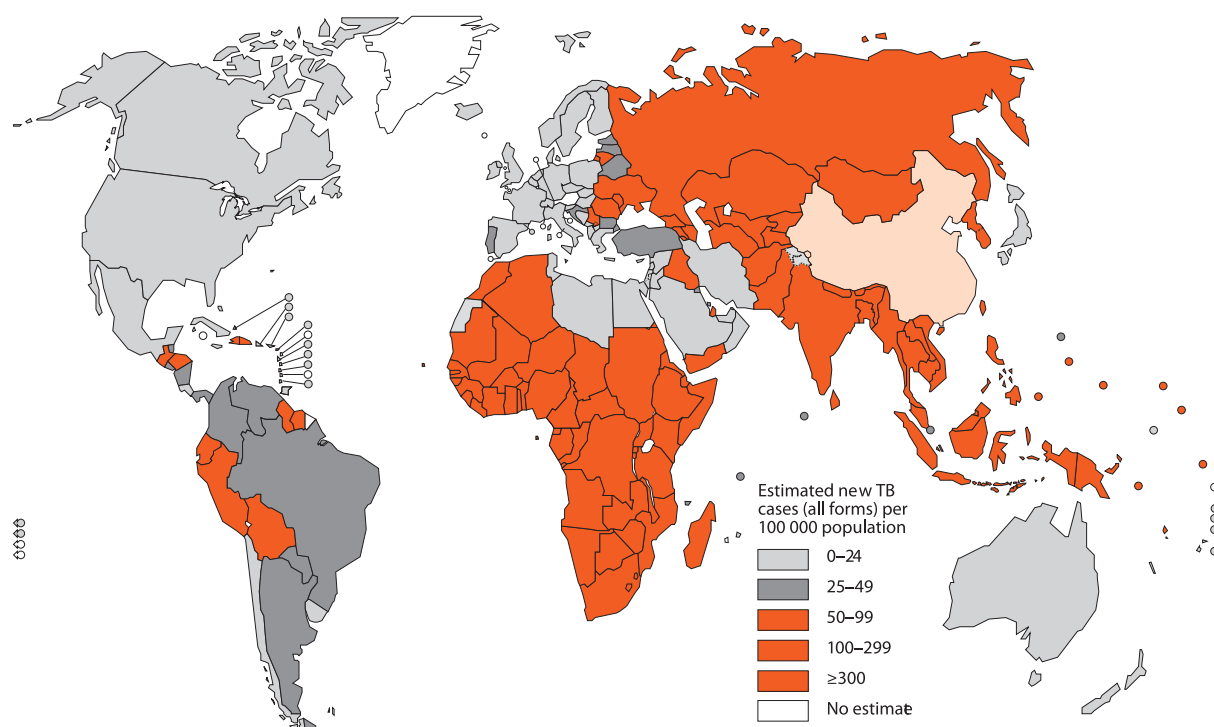 Estimated new TB
cases (all forms) per
100 000 population
0–24
25–49
50–99
100–299
≥300
No estimate